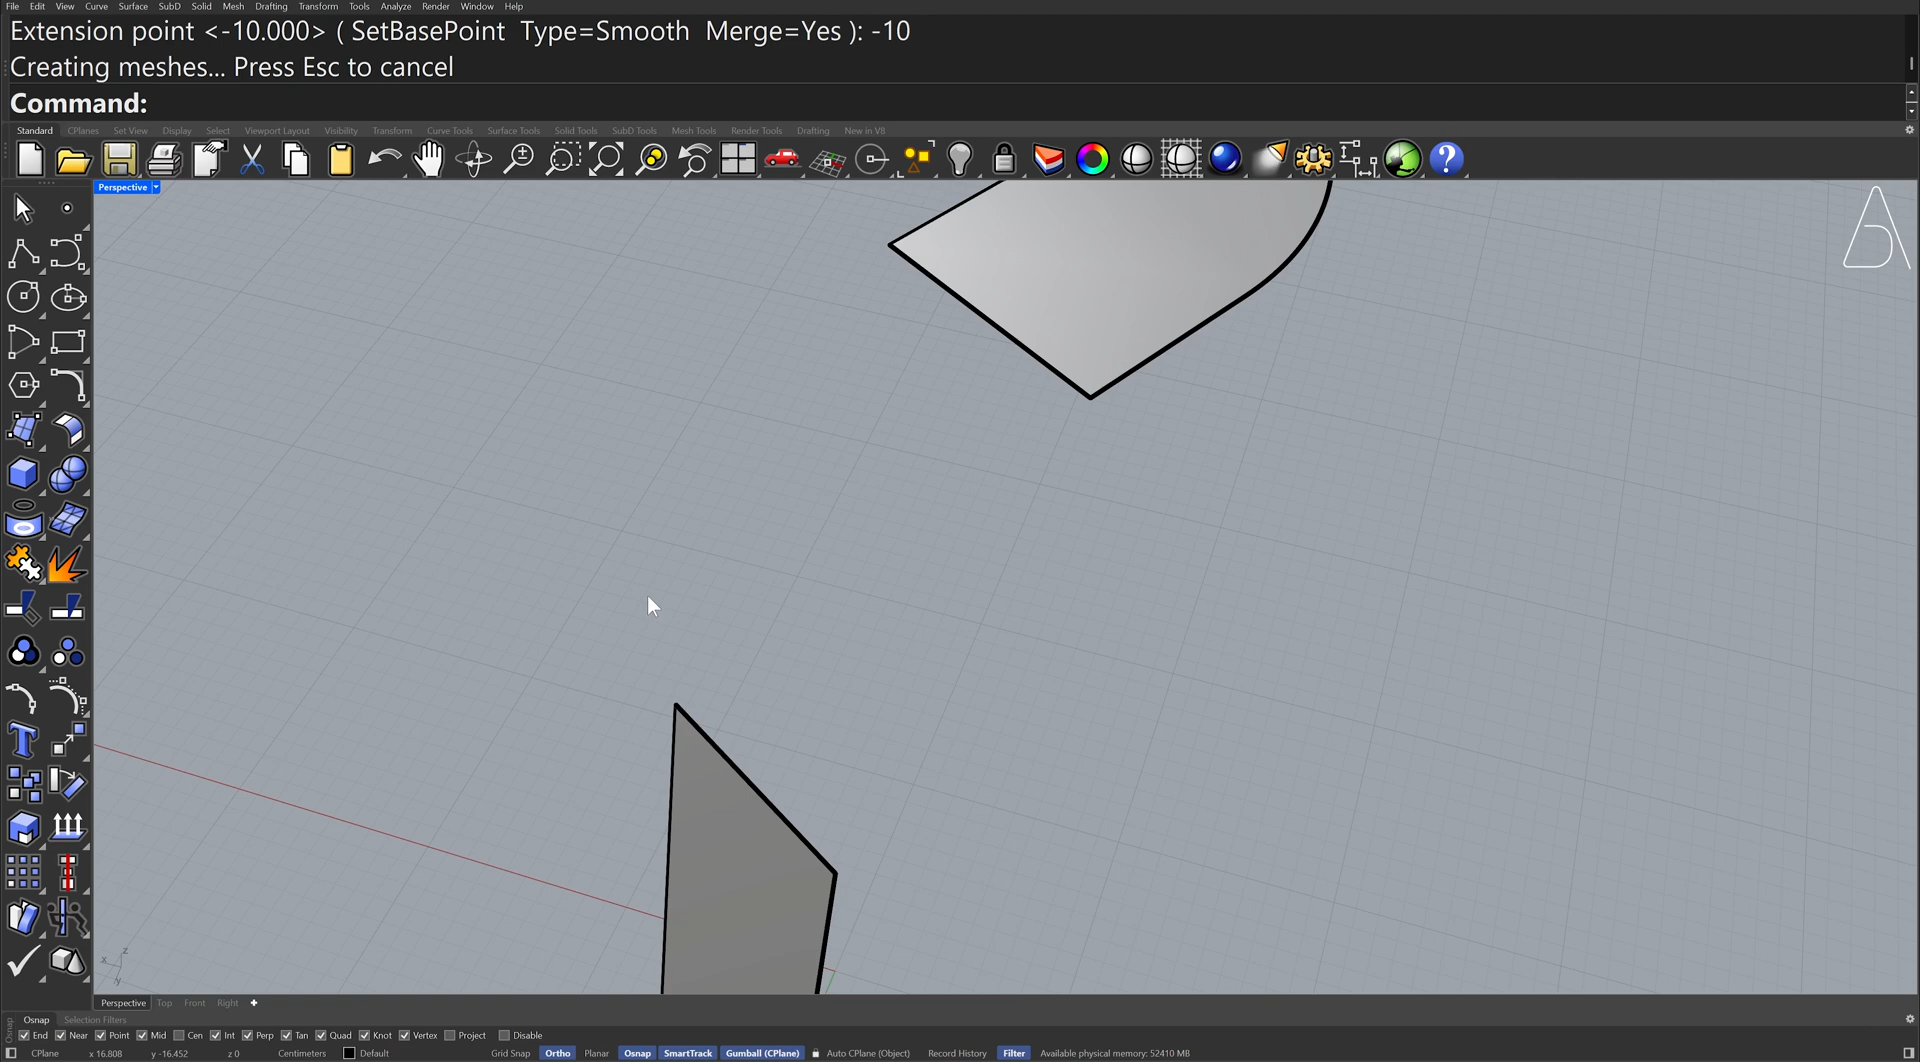 File Edit View Curve Surface SubD Solid Mesh Drafting Transform Tools Analyze Render Window Help
Extension point <-10.000> ( SetBasePoint Type=Smooth Merge=Yes ): -10
Creating meshes... Press Esc to cancel
Command:
Standard CPlanes Set View Display Select Viewport Layout Visibility Transform Curve Tools Surface Tools Solid Tools SubD Tools Mesh Tools Render Tools Drafting New in V8
Perspective
z
x
y
Perspective Top Front Right
Osnap Selection Filters
Osnap
End Near Point Mid Cen Int Perp Tan Quad Knot Vertex Project Disable
CPlane x 16.808 y -16.452 z 0 Centimeters Default Grid Snap Ortho Planar Osnap SmartTrack Gumball (CPlane) Auto CPlane (Object) Record History Filter Available physical memory: 52410 MB